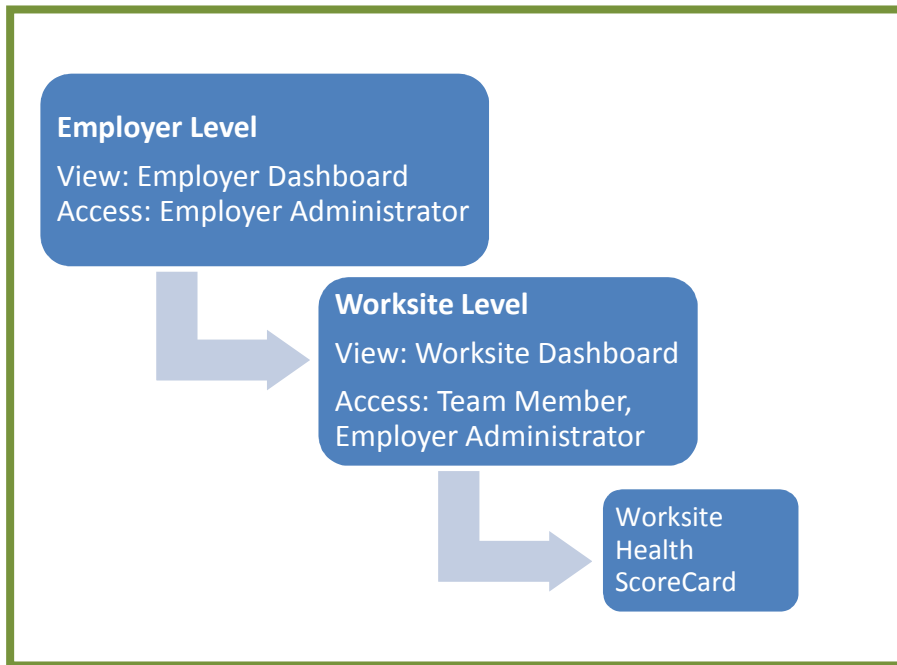 Employer Level
View: Employer Dashboard
Access: Employer Administrator
Worksite Level
View: Worksite Dashboard
Access: Team Member,
Employer Administrator
Worksite
Health
ScoreCard